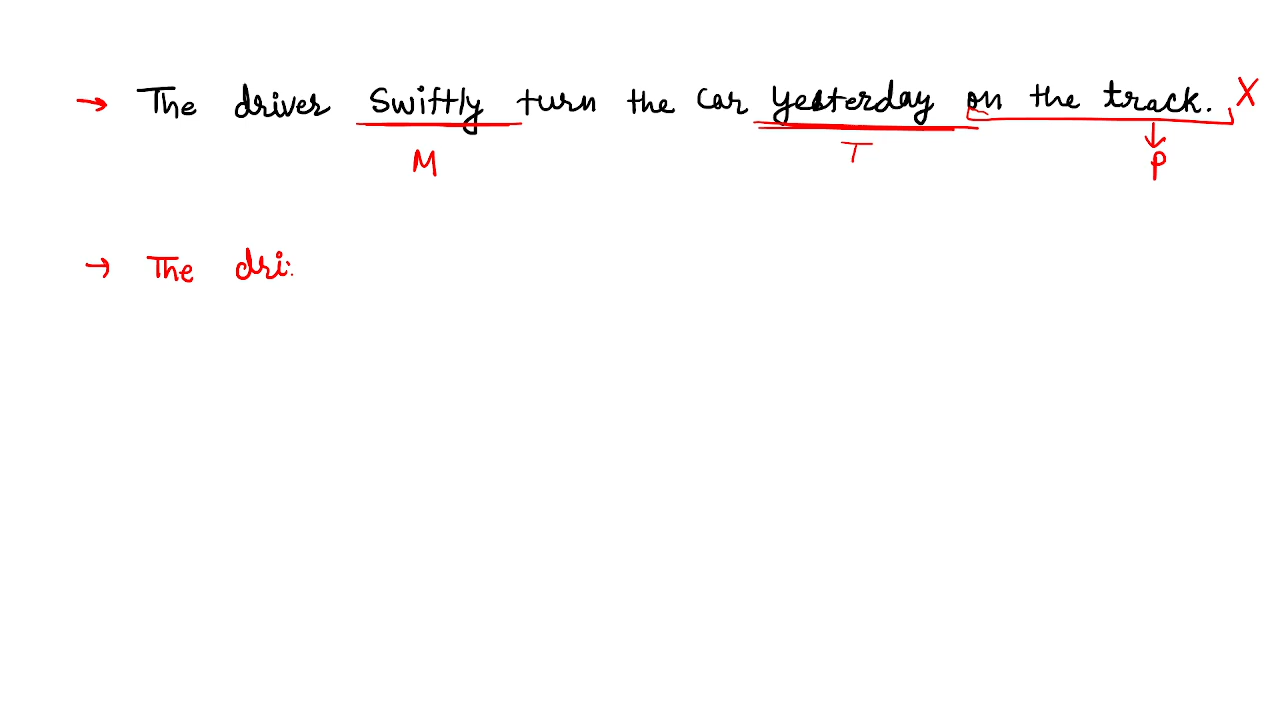 → The driver Swiftly turn the Car yesterday on the track. X
M T P
→ The dri